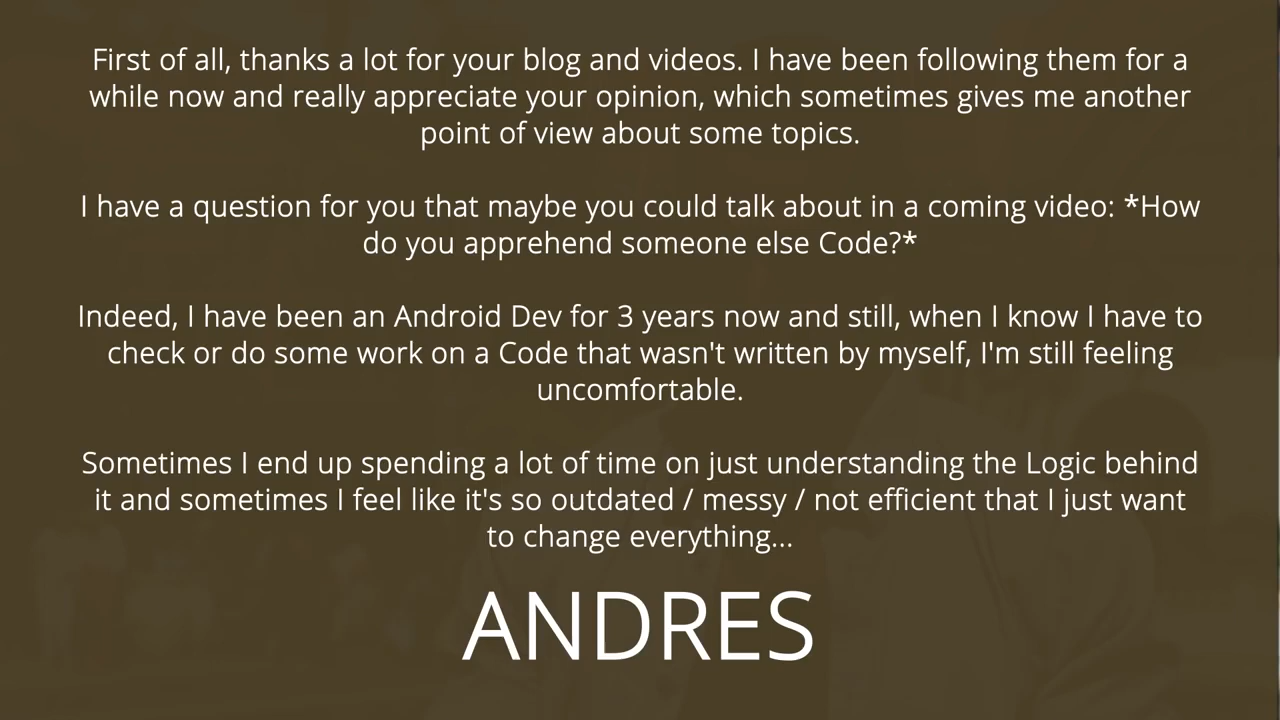 First of all, thanks a lot for your blog and videos. I have been following them for a
while now and really appreciate your opinion, which sometimes gives me another
point of view about some topics.
I have a question for you that maybe you could talk about in a coming video: *How
do you apprehend someone else Code?*
Indeed, I have been an Android Dev for 3 years now and still, when I know I have to
check or do some work on a Code that wasn't written by myself, I'm still feeling
uncomfortable.
Sometimes I end up spending a lot of time on just understanding the Logic behind
it and sometimes I feel like it's so outdated / messy / not efficient that I just want
to change everything...
ANDRES